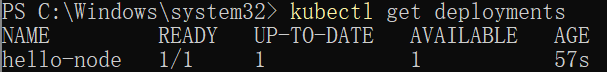 PS C:\Windows\system32> kubectl get deployments
NAME         READY   UP-TO-DATE   AVAILABLE   AGE
hello-node   1/1     1            1           57s